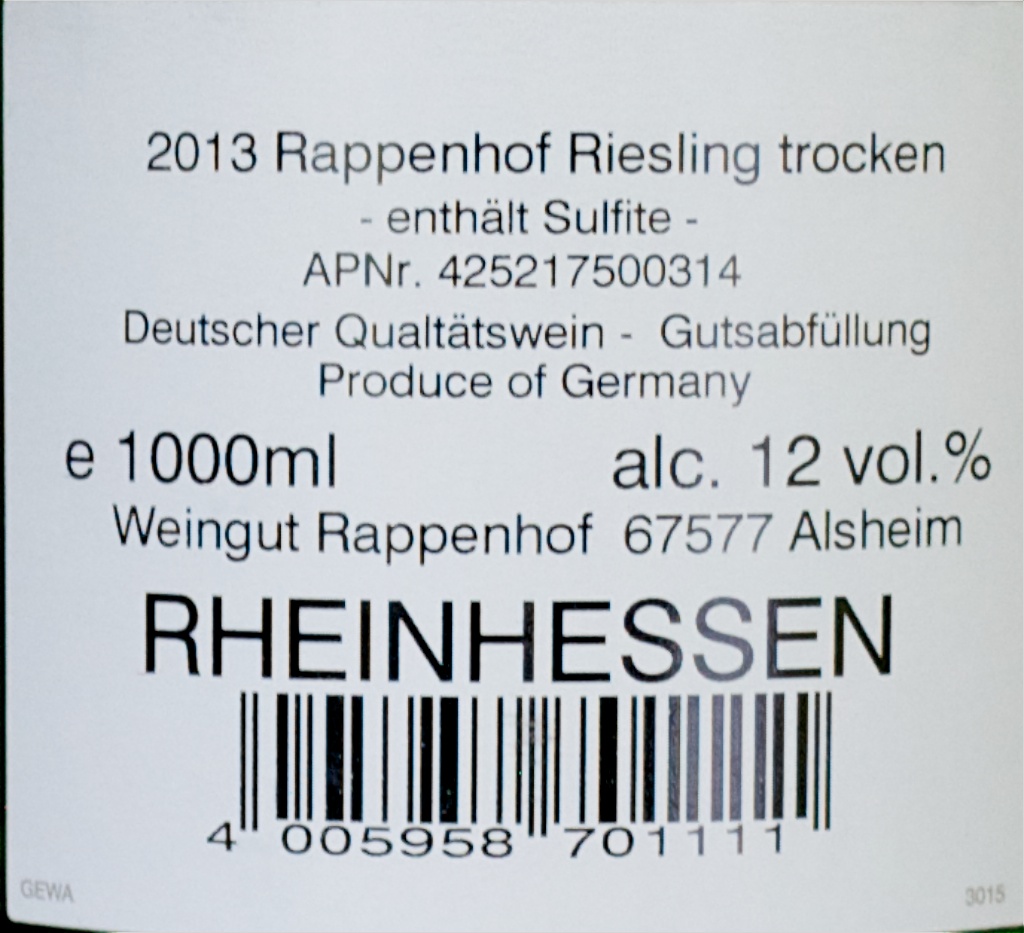 2013 Rappenhof Riesling trocken
- enthält Sulfite -
APNr. 425217500314
Deutscher Qualtätswein - Gutsabfüllung
Produce of Germany
e 1000ml alc. 12 vol.%
Weingut Rappenhof 67577 Alsheim
RHEINHESSEN
4 005958 701111
GEWA 3015